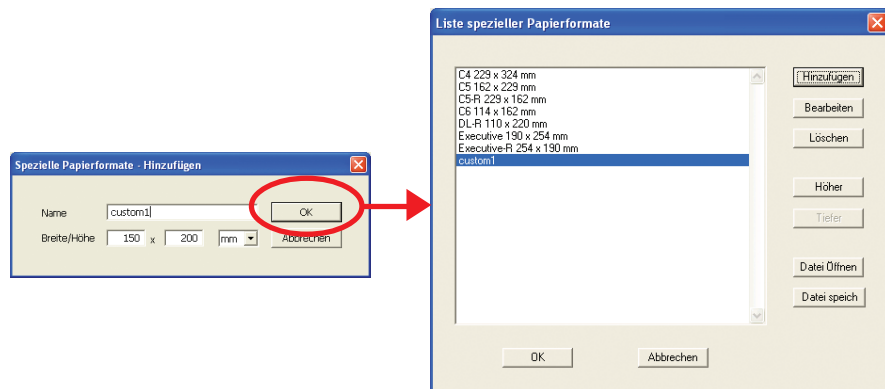 Spezielle Papierformate - Hinzufügen
Name custom1 OK
Breite/Höhe 150 x 200 mm Abbrechen
Liste spezieller Papierformate
C4 229 x 324 mm
C5 162 x 229 mm
C5-R 229 x 162 mm
C6 114 x 162 mm
DL-R 110 x 220 mm
Executive 190 x 254 mm
Executive-R 254 x 190 mm
custom1
Hinzufügen
Bearbeiten
Löschen
Höher
Tiefer
Datei Öffnen
Datei speich
OK Abbrechen